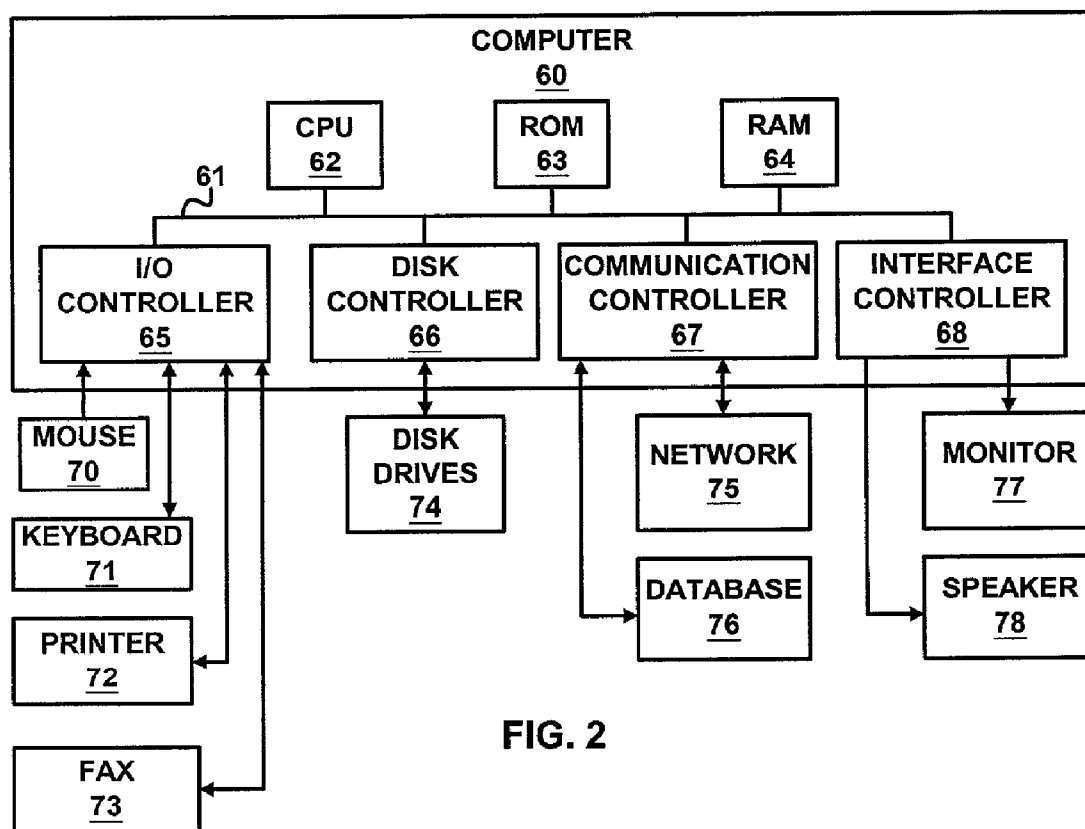 COMPUTER
60
CPU
62
ROM
63
RAM
64
61
I/O
CONTROLLER
65
DISK
CONTROLLER
66
COMMUNICATION
CONTROLLER
67
INTERFACE
CONTROLLER
68
MOUSE
70
DISK
DRIVES
74
NETWORK
75
MONITOR
77
KEYBOARD
71
DATABASE
76
SPEAKER
78
PRINTER
72
FIG. 2
FAX
73